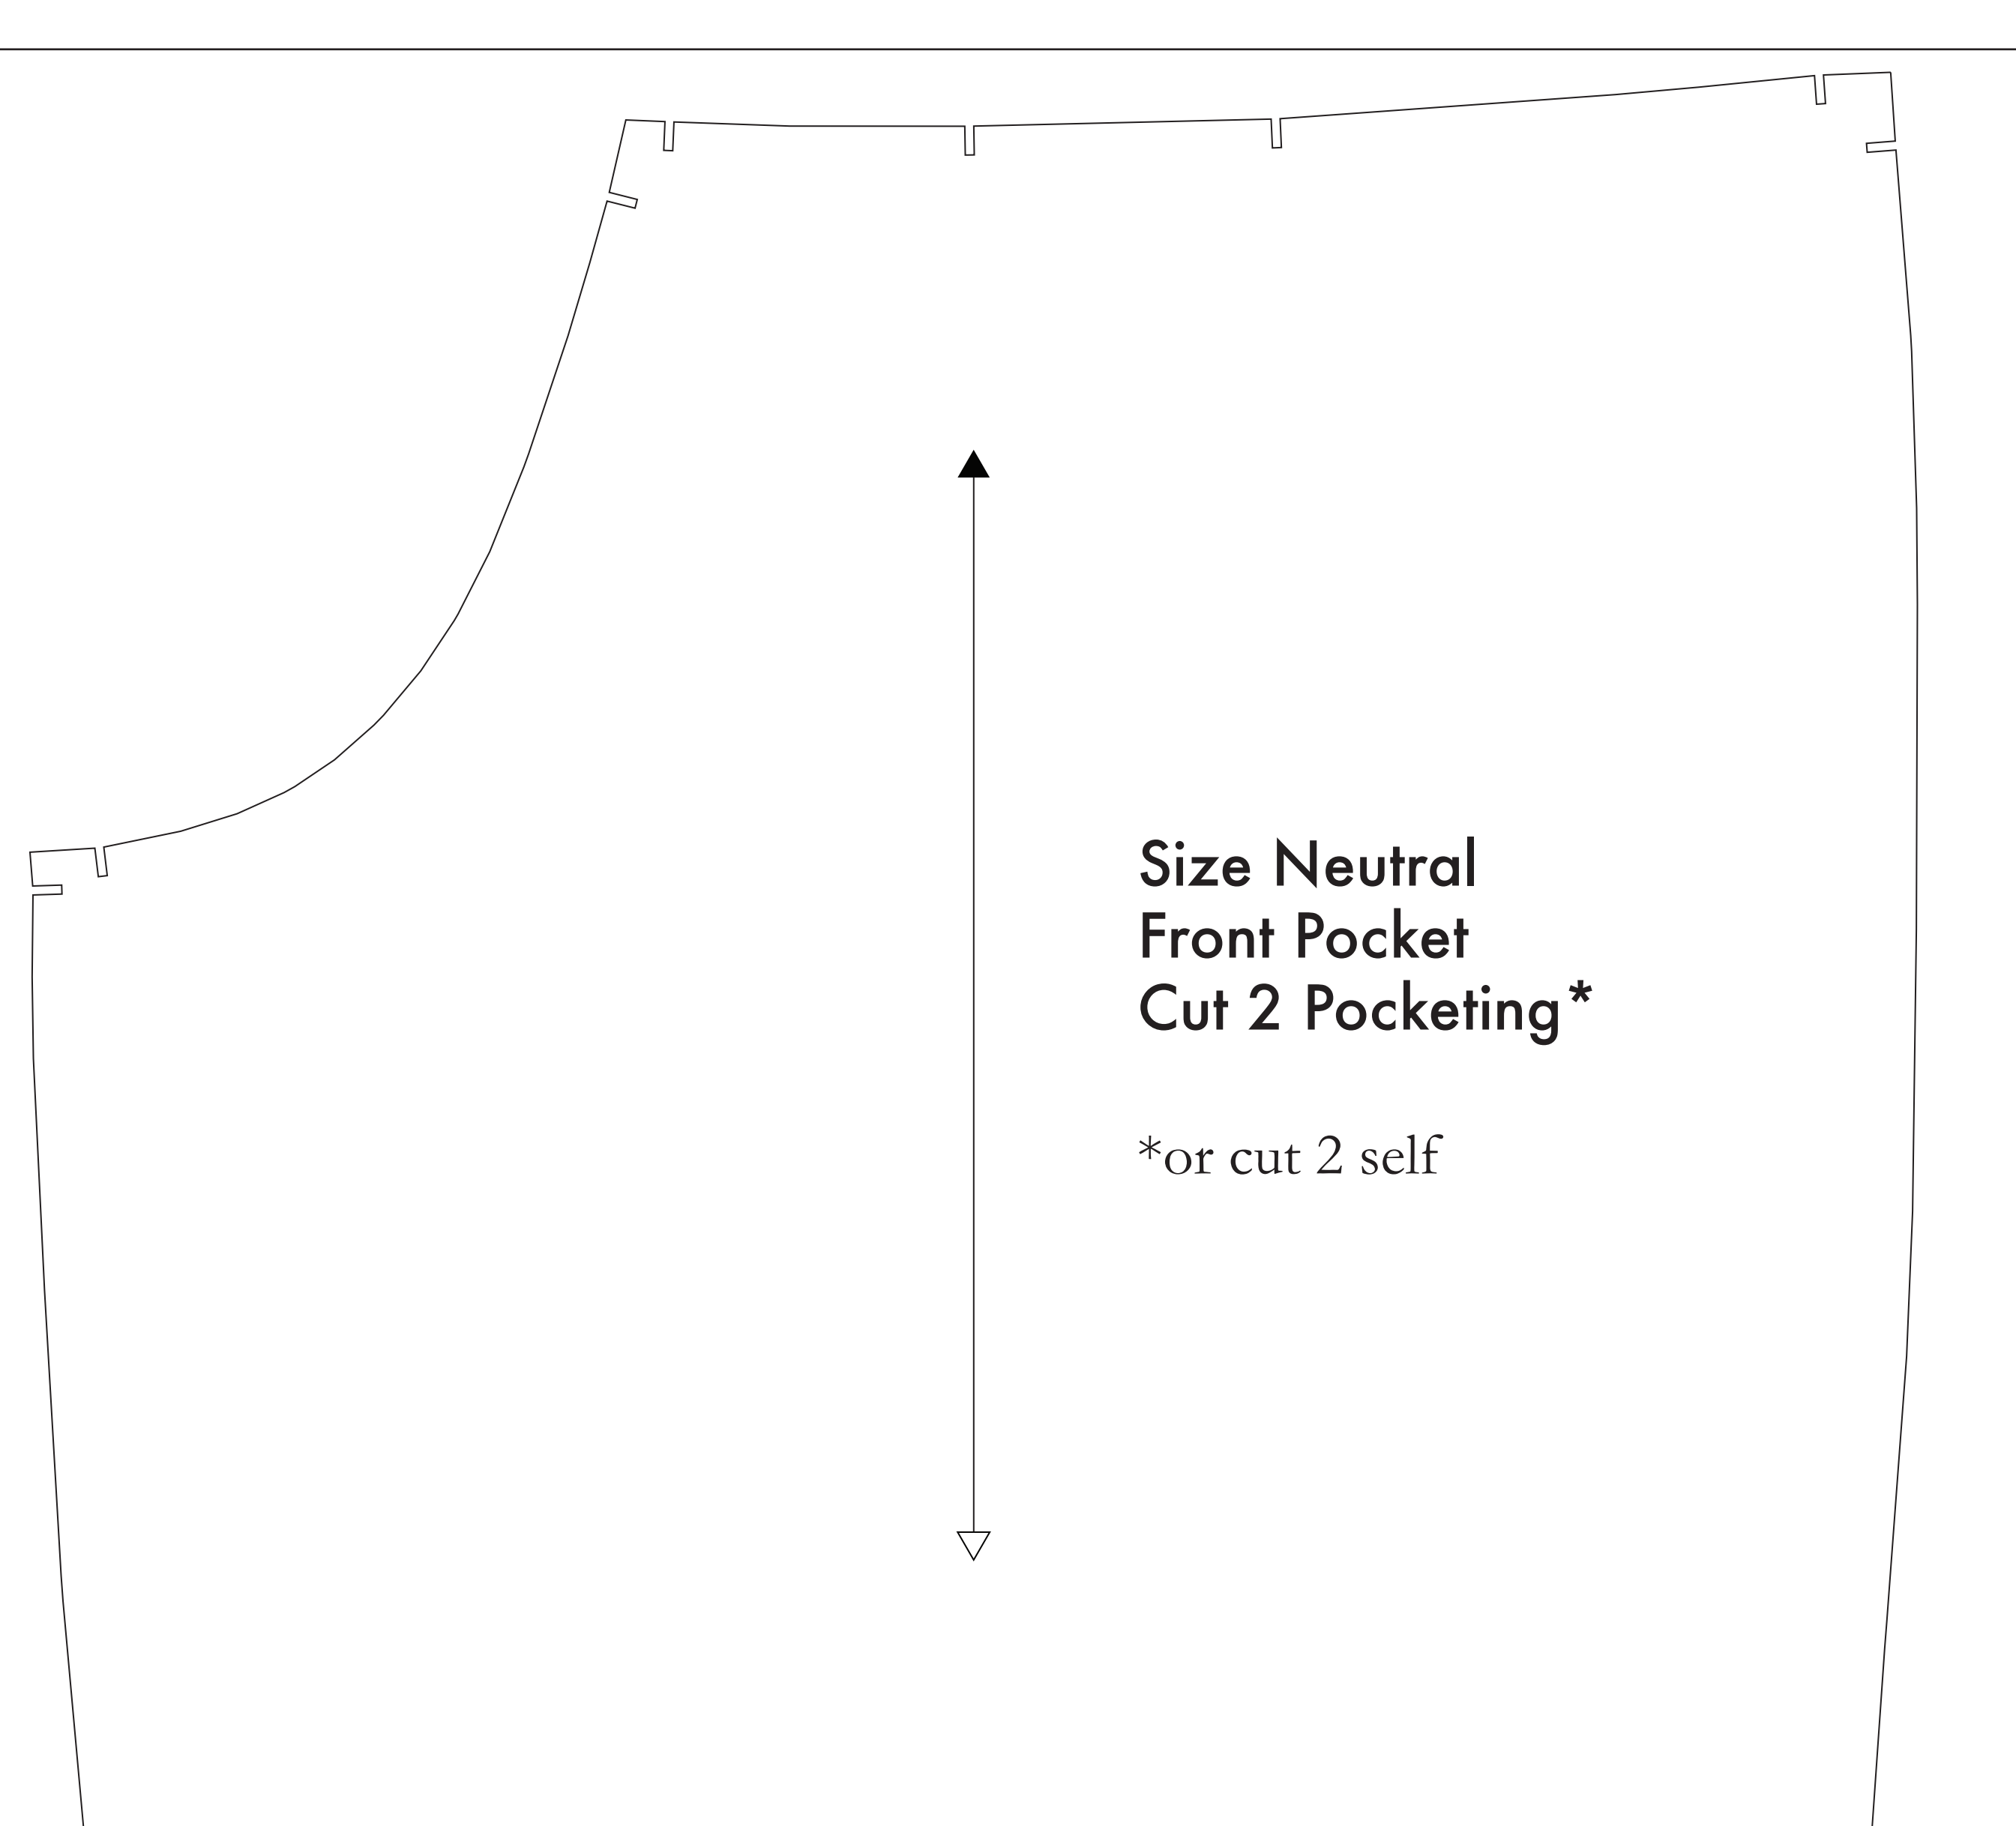 Size Neutral
Front Pocket
Cut 2 Pocketing*
*or cut 2 self